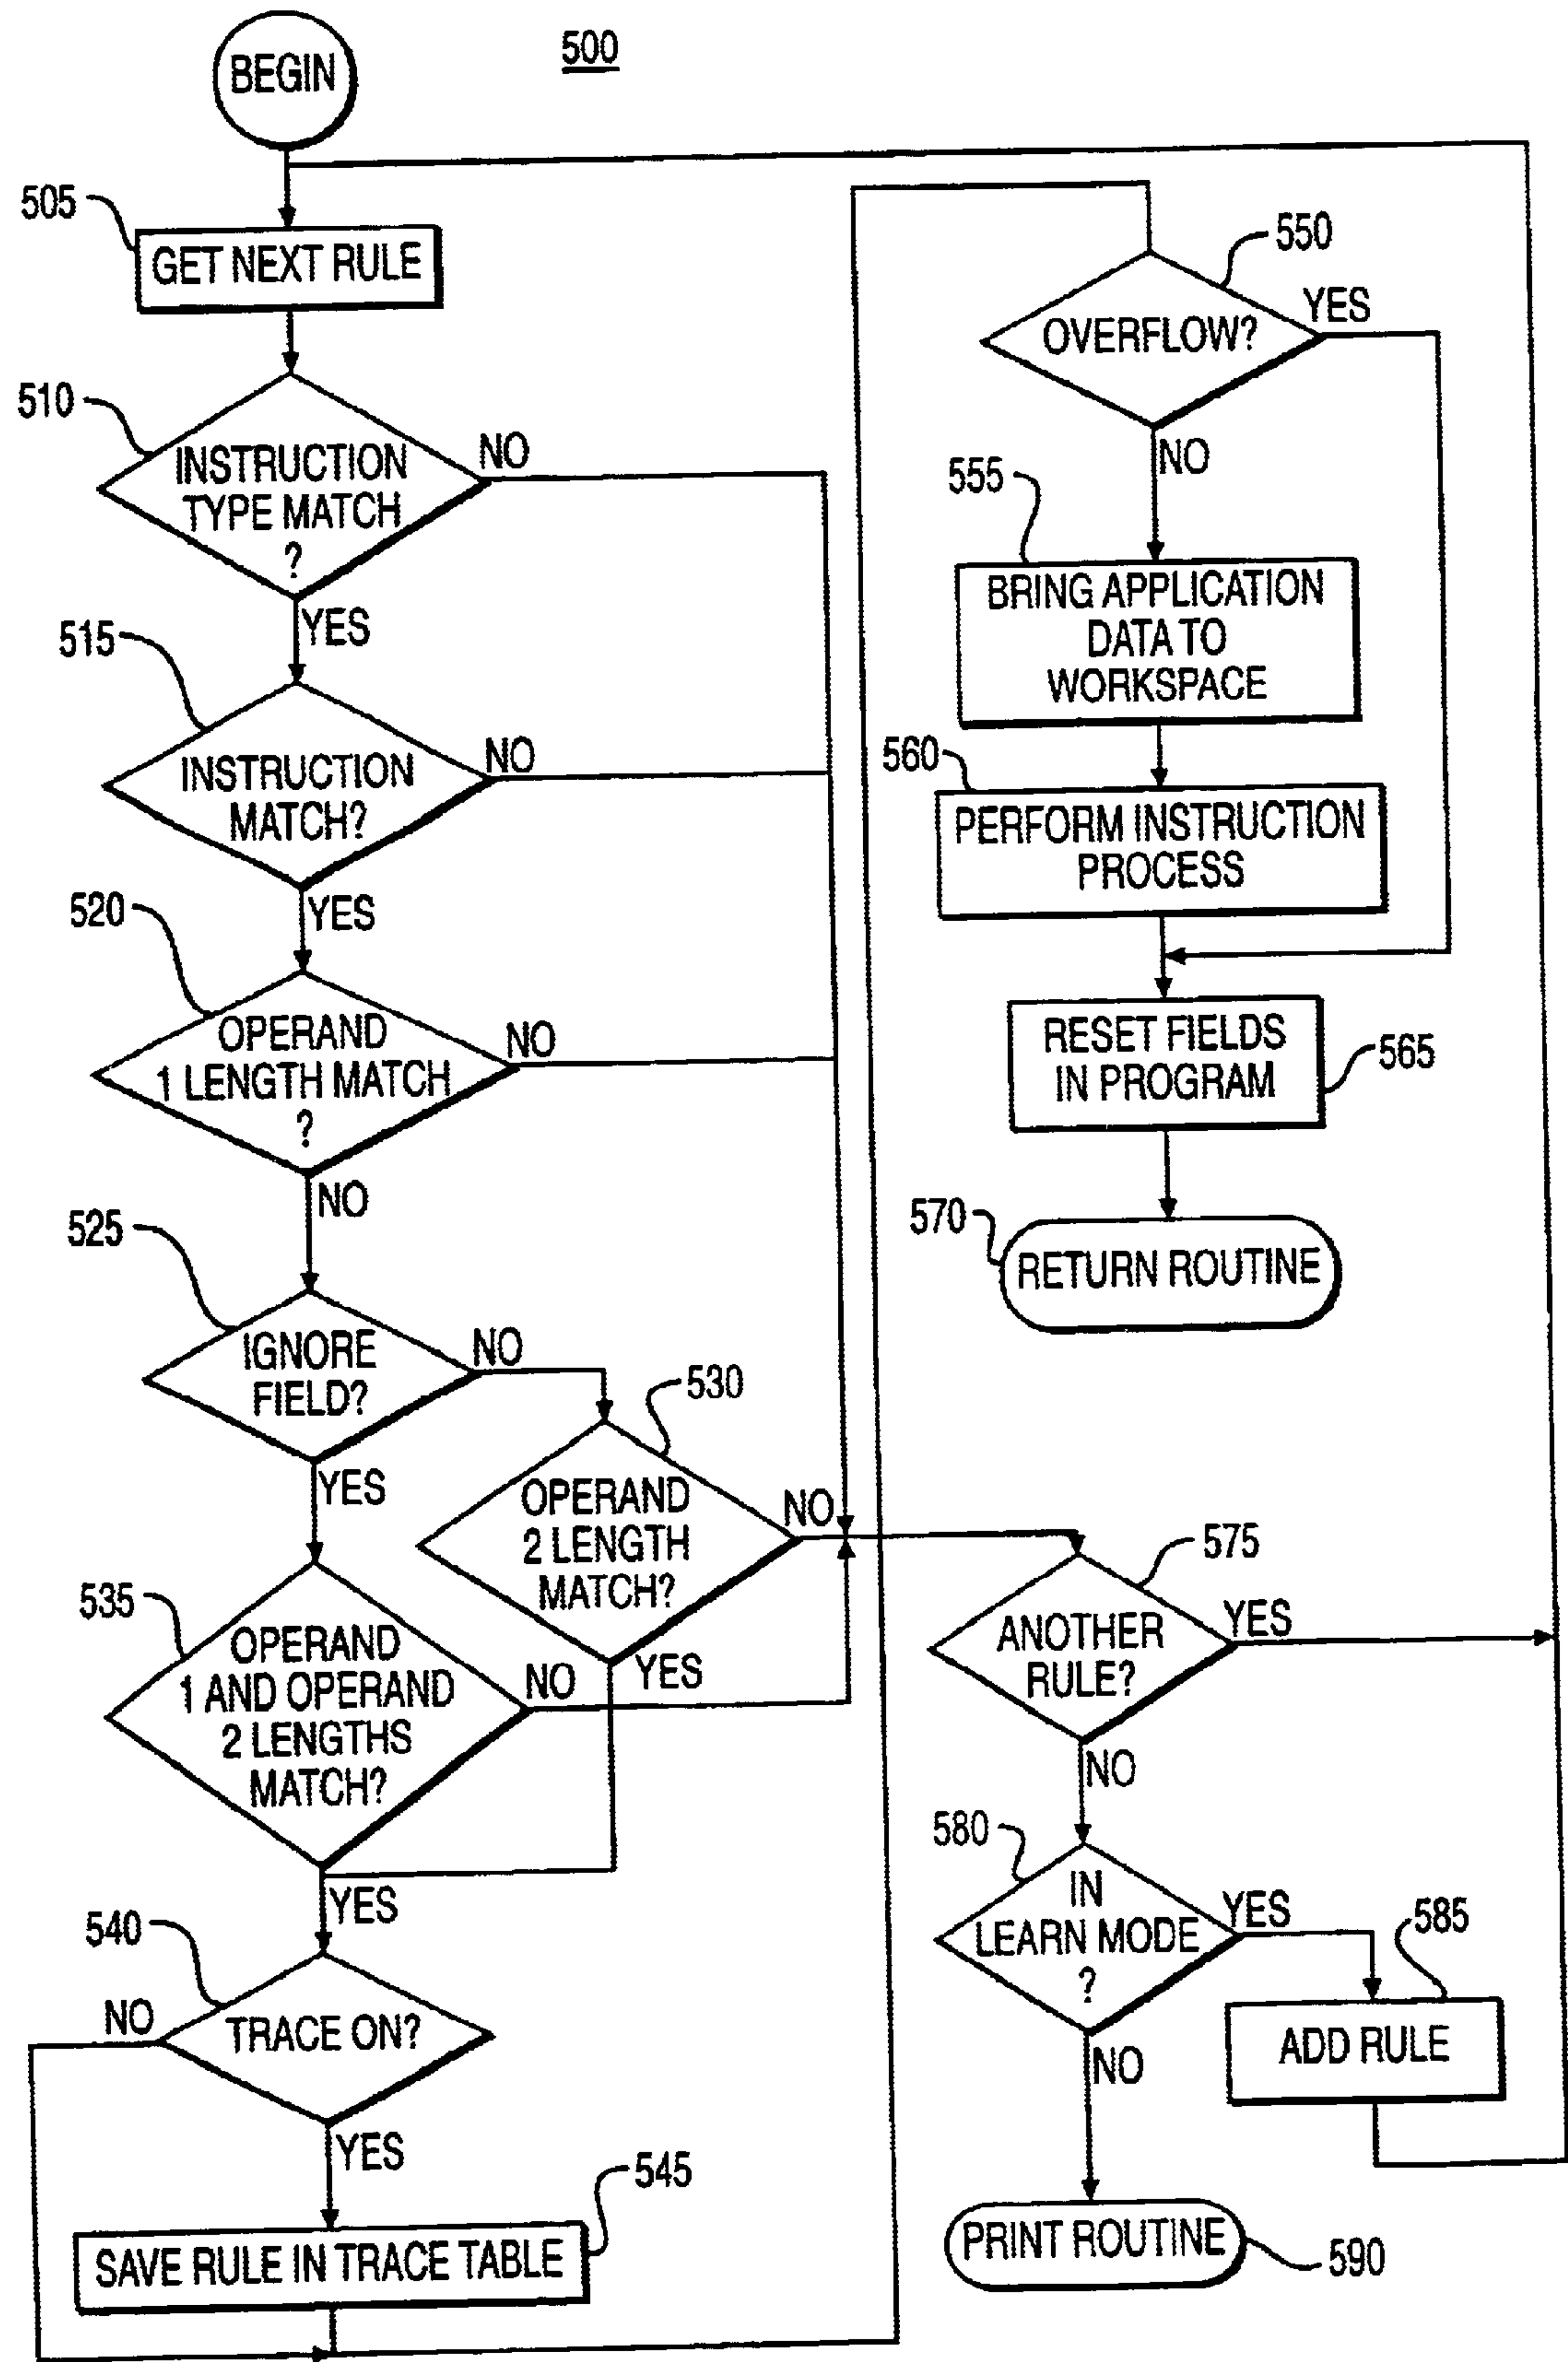 500
BEGIN
505
GET NEXT RULE
510
INSTRUCTION
TYPE MATCH
?
NO
YES
515
INSTRUCTION
MATCH?
NO
YES
520
OPERAND
1 LENGTH MATCH
?
NO
NO
525
IGNORE
FIELD?
NO
YES
530
OPERAND
2 LENGTH
MATCH?
NO
YES
535
OPERAND
1 AND OPERAND
2 LENGTHS
MATCH?
NO
YES
540
TRACE ON?
NO
YES
545
SAVE RULE IN TRACE TABLE
550
OVERFLOW?
YES
NO
555
BRING APPLICATION
DATA TO
WORKSPACE
560
PERFORM INSTRUCTION
PROCESS
RESET FIELDS
IN PROGRAM
565
570
RETURN ROUTINE
575
ANOTHER
RULE?
YES
NO
580
IN
LEARN MODE
?
YES
NO
585
ADD RULE
PRINT ROUTINE
590